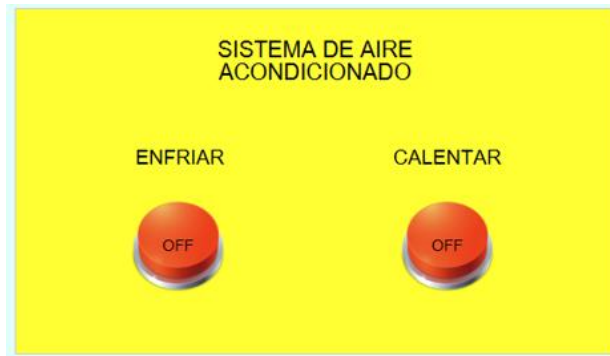 SISTEMA DE AIRE
ACONDICIONADO
ENFRIAR
CALENTAR
OFF
OFF